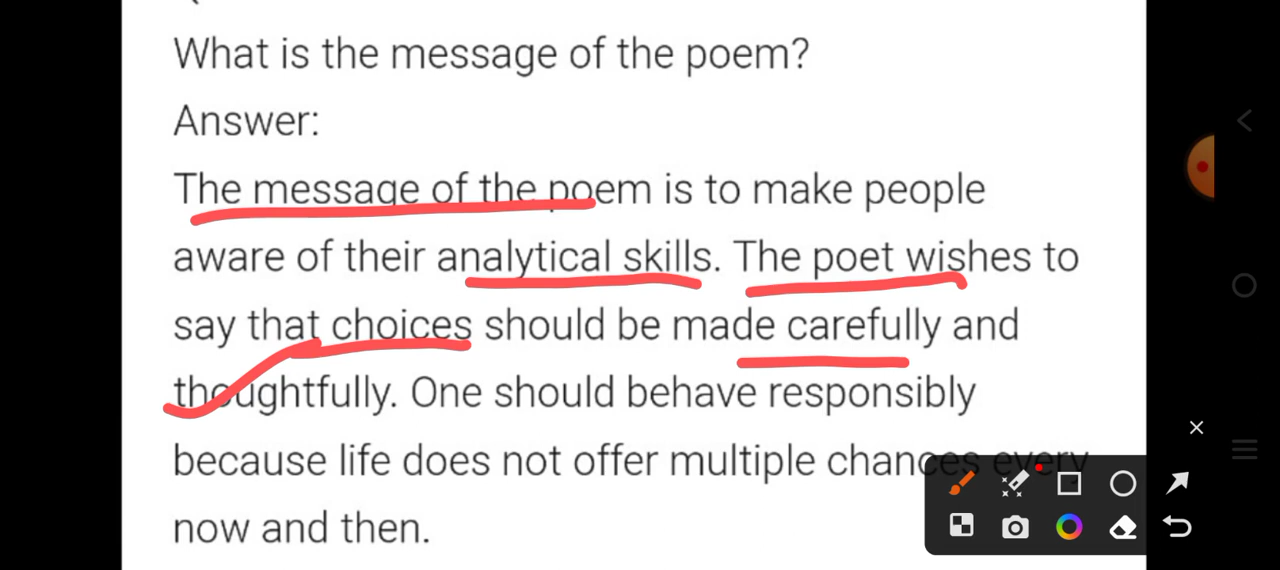 What is the message of the poem?
Answer:
The message of the poem is to make people
aware of their analytical skills. The poet wishes to
say that choices should be made carefully and
thoughtfully. One should behave responsibly
because life does not offer multiple chances every
now and then.